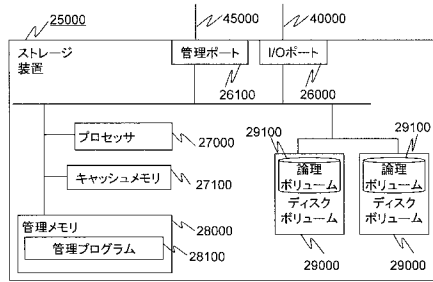 25000
45000
40000
ストレージ
装置
管理ポート
I/Oポート
26100
26000
プロセッサ
27000
キャッシュメモリ
27100
管理メモリ
28000
管理プログラム
28100
29100
29100
論理
ボリューム
ディスク
ボリューム
論理
ボリューム
ディスク
ボリューム
29000
29000